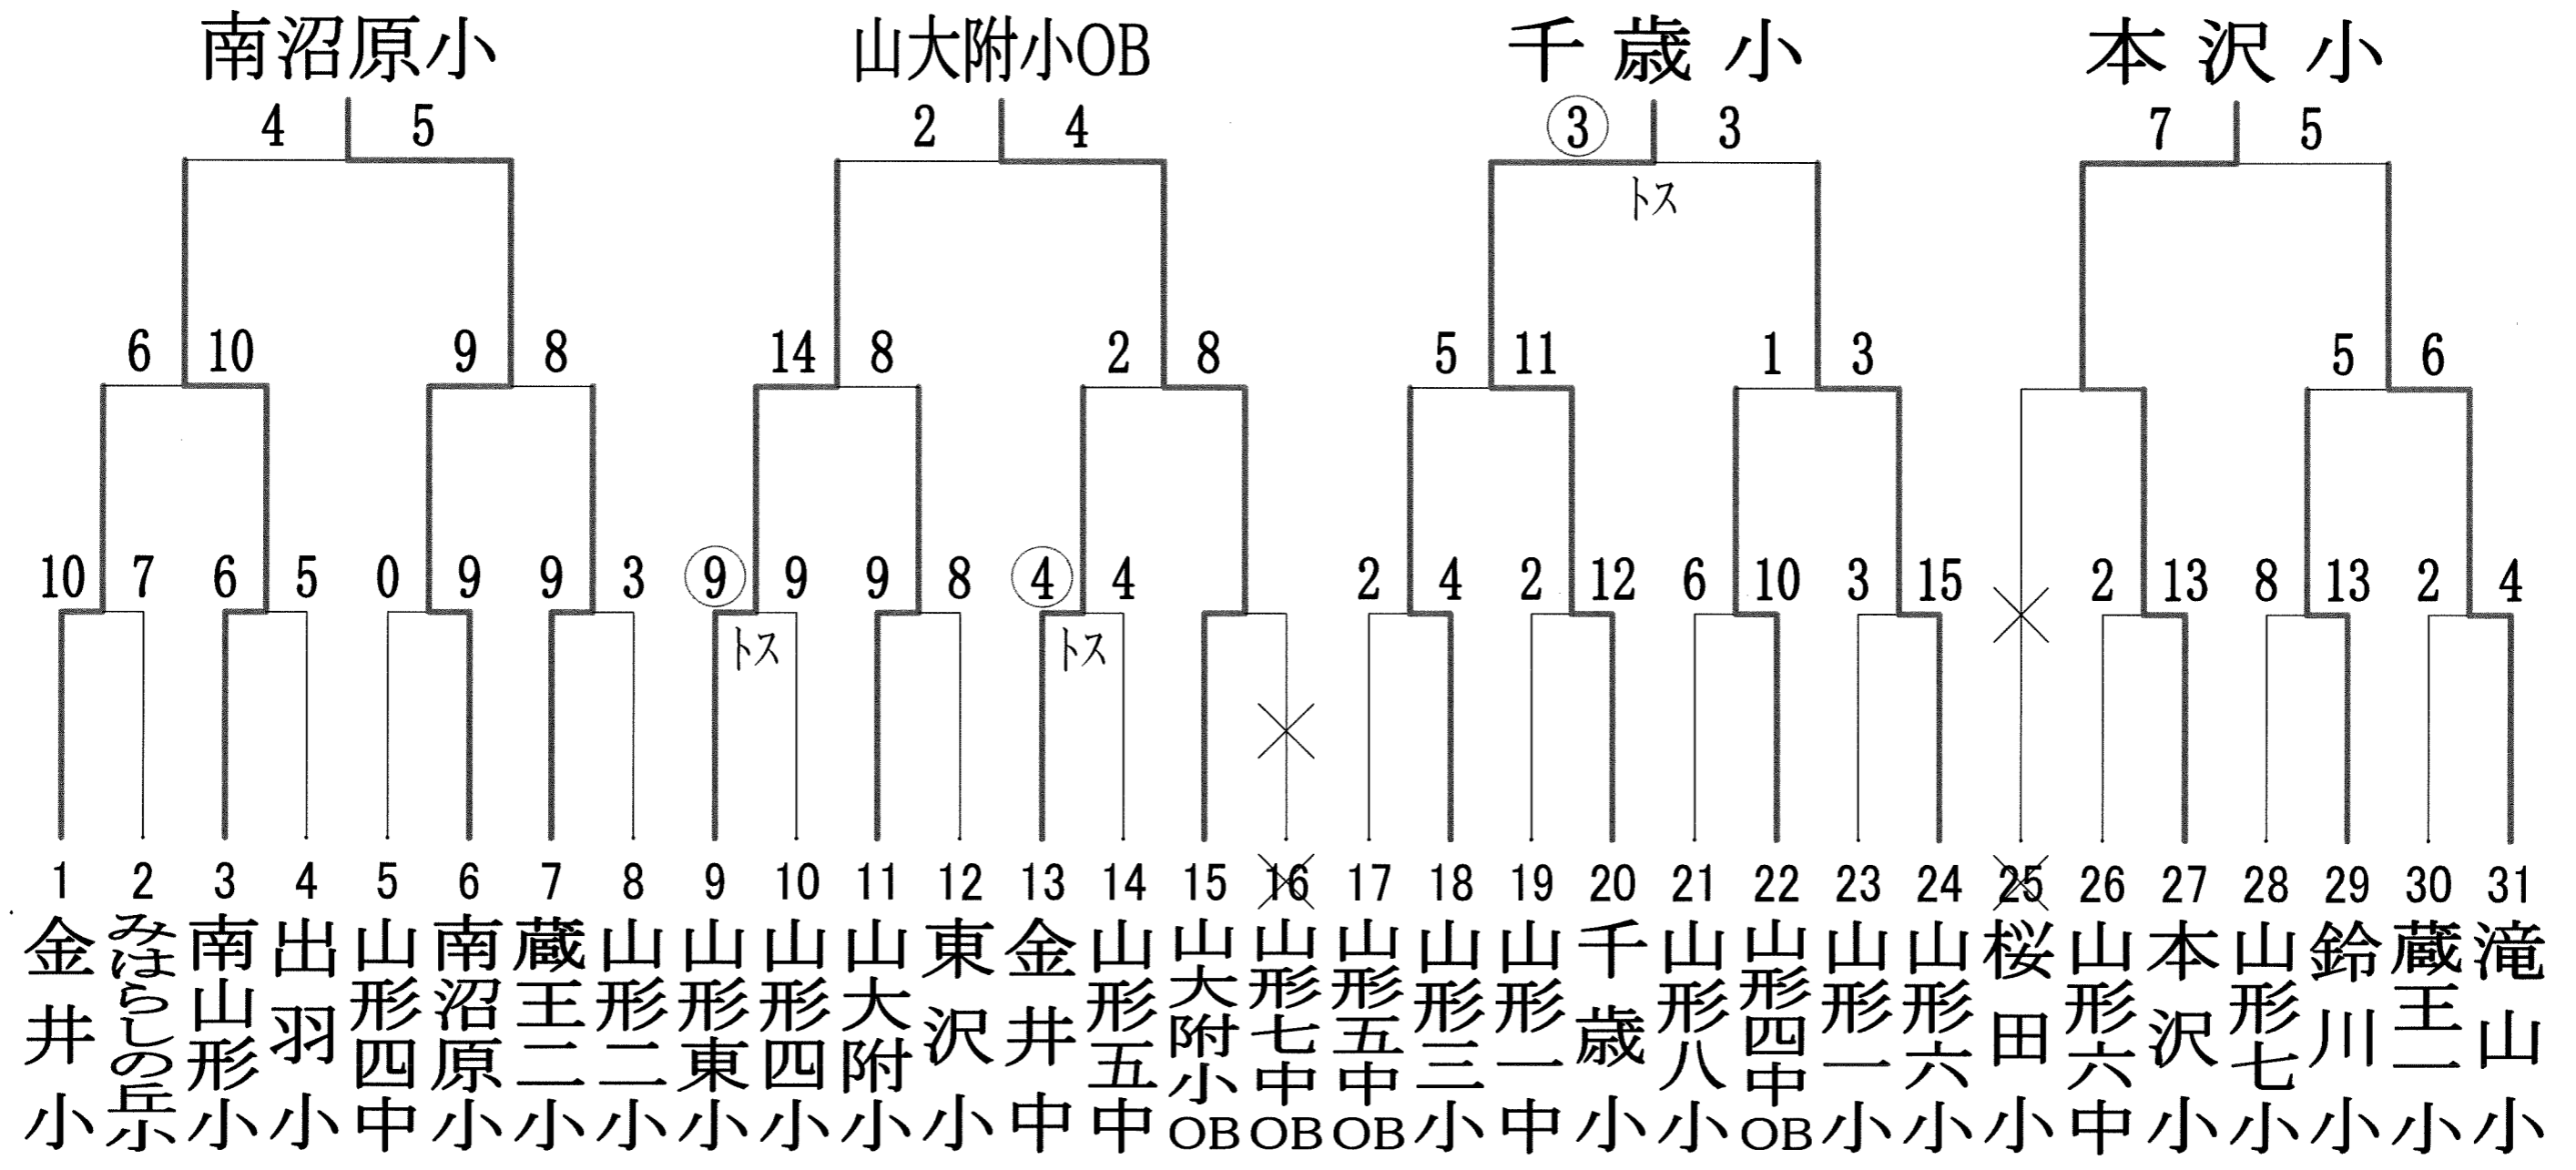 南沼原小 山大附小OB 千歳小 本沢小
4 5 2 4 ③ 3 7 5
トス
6 10 9 8 14 8 2 8 5 11 1 3 5 6
10 7 6 5 0 9 9 3 ⑨ 9 9 8 ④ 4 2 4 2 12 6 10 3 15 2 13 8 13 2 4
トス トス
1 2 3 4 5 6 7 8 9 10 11 12 13 14 15 16 17 18 19 20 21 22 23 24 25 26 27 28 29 30 31
金井小
みはらしの丘小
南山形小
出羽小
山形四中
南沼原小
蔵王二小
山形二小
山形東小
山形四小
山大附小
東沢小
金井中
山形五中
山大附小OB
山形七中OB
山形五中OB
山形三小
山形一中
千歳小
山形八小
山形四中OB
山形一小
山形六小
桜田小
山形六中
本沢小
山形七小
鈴川小
蔵王一小
滝山小